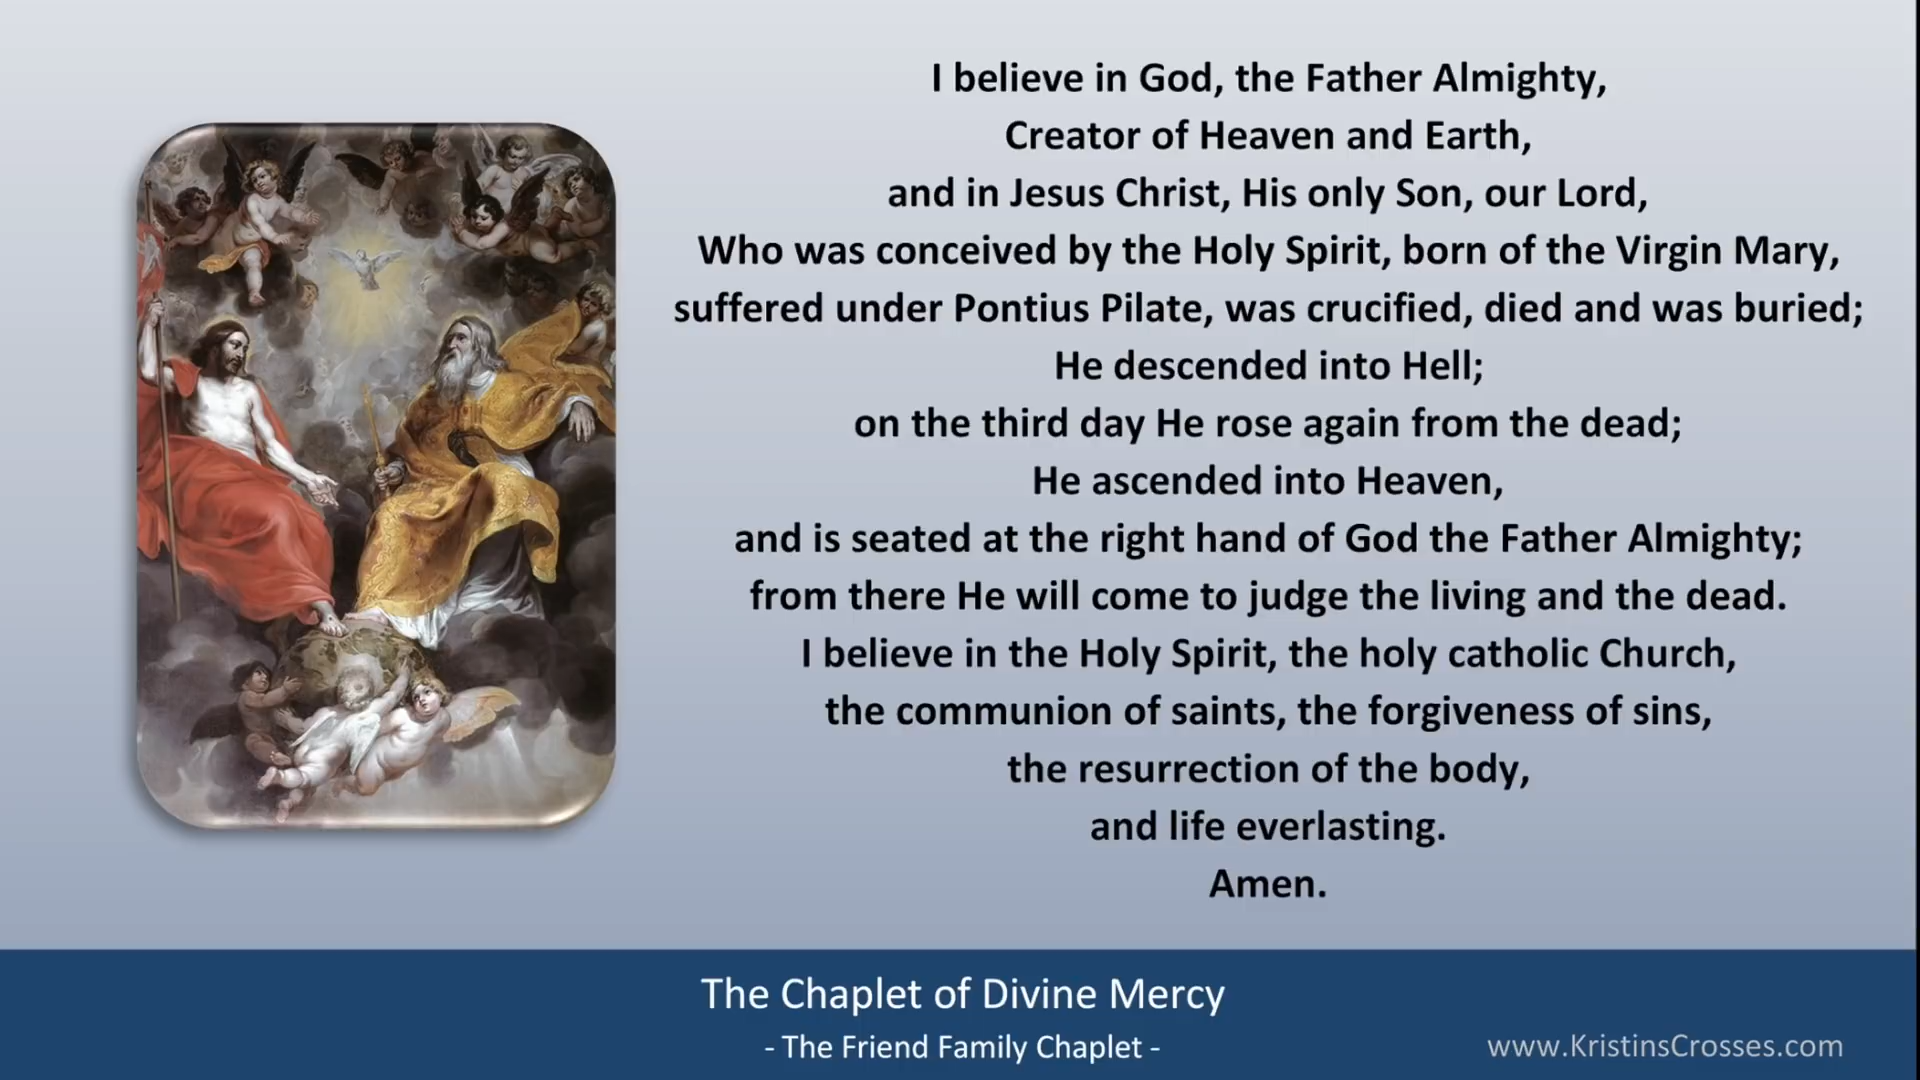 I believe in God, the Father Almighty,
Creator of Heaven and Earth,
and in Jesus Christ, His only Son, our Lord,
Who was conceived by the Holy Spirit, born of the Virgin Mary,
suffered under Pontius Pilate, was crucified, died and was buried;
He descended into Hell;
on the third day He rose again from the dead;
He ascended into Heaven,
and is seated at the right hand of God the Father Almighty;
from there He will come to judge the living and the dead.
I believe in the Holy Spirit, the holy catholic Church,
the communion of saints, the forgiveness of sins,
the resurrection of the body,
and life everlasting.
Amen.
The Chaplet of Divine Mercy
- The Friend Family Chaplet -
www.KristinsCrosses.com